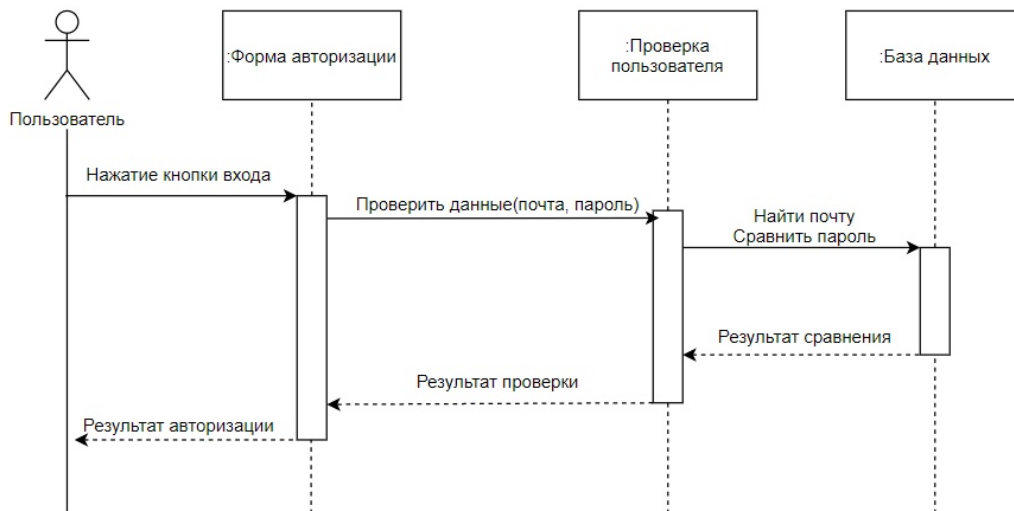 :Форма авторизации
:Проверка
пользователя
:База данных
Пользователь
Нажатие кнопки входа
Проверить данные(почта, пароль)
Найти почту
Сравнить пароль
Результат сравнения
Результат проверки
Результат авторизации